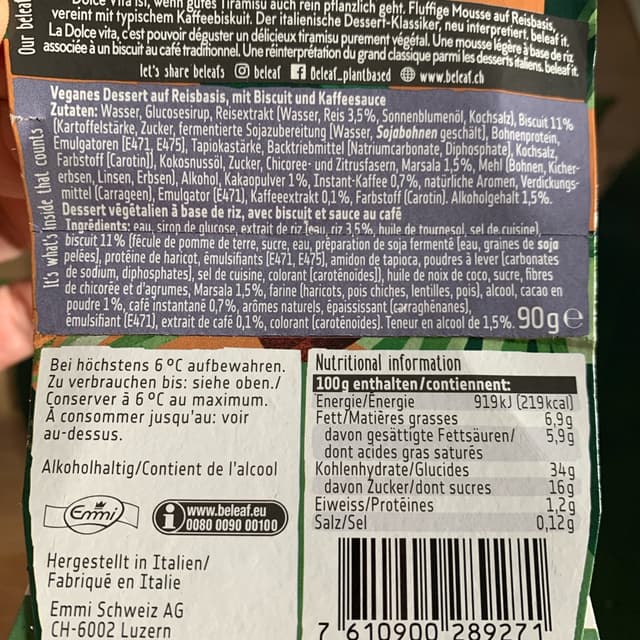 Dolce vita ist, wenn gutes Tiramisu auch rein pflanzlich geht. Fluffige Mousse auf Reisbasis,
vereint mit typischem Kaffeebiskuit. Der italienische Dessert-Klassiker, neu interpretiert. beleaf it.
La Dolce vita, c'est pouvoir déguster un délicieux tiramisu purement végétal. Une mousse légère à base de riz
associée à un biscuit au café traditionnel. Une réinterprétation du grand classique parmi les desserts italiens. beleaf it.
let's share beleafs beleaf beleaf_plantbased www.beleaf.ch
Our beleaf
It's what's inside that counts
Veganes Dessert auf Reisbasis, mit Biscuit und Kaffeesauce
Zutaten: Wasser, Glucosesirup, Reisextrakt (Wasser, Reis 3,5%, Sonnenblumenöl, Kochsalz), Biscuit 11%
(Kartoffelstärke, Zucker, fermentierte Sojazubereitung [Wasser, Sojabohnen geschält], Bohnenprotein,
Emulgatoren [E471, E475], Tapiokastärke, Backtriebmittel [Natriumcarbonate, Diphosphate], Kochsalz,
Farbstoff [Carotin]), Kokosnussöl, Zucker, Chicoree- und Zitrusfasern, Marsala 1,5%, Mehl (Bohnen, Kicher-
erbsen, Linsen, Erbsen), Alkohol, Kakaopulver 1%, Instant-Kaffee 0,7%, natürliche Aromen, Verdickungs-
mittel (Carrageen), Emulgator (E471), Kaffeeextrakt 0,1%, Farbstoff (Carotin). Alkoholgehalt 1,5%.
Dessert végétalien à base de riz, avec biscuit et sauce au café
Ingrédients: eau, sirop de glucose, extrait de riz (eau, riz 3,5%, huile de tournesol, sel de cuisine),
biscuit 11% (fécule de pomme de terre, sucre, eau, préparation de soja fermenté [eau, graines de soja
pelées], protéine de haricot, émulsifiants [E471, E475], amidon de tapioca, poudres à lever [carbonates
de sodium, diphosphates], sel de cuisine, colorant [caroténoïdes]), huile de noix de coco, sucre, fibres
de chicorée et d'agrumes, Marsala 1,5%, farine (haricots, pois chiches, lentilles, pois), alcool, cacao en
poudre 1%, café instantané 0,7%, arômes naturels, épaississant (carraghénanes),
émulsifiant (E471), extrait de café 0,1%, colorant (caroténoïdes). Teneur en alcool de 1,5%. 90 g e
Bei höchstens 6 °C aufbewahren.
Zu verbrauchen bis: siehe oben./
Conserver à 6 °C au maximum.
À consommer jusqu'au: voir
au-dessus.
Alkoholhaltig/Contient de l'alcool
Emmi
i www.beleaf.eu
0080 0090 00100
Hergestellt in Italien/
Fabriqué en Italie
Emmi Schweiz AG
CH-6002 Luzern
Nutritional information
100g enthalten/contiennent:
Energie/Énergie 919 kJ (219 kcal)
Fett/Matières grasses 6,9 g
davon gesättigte Fettsäuren/ 5,9 g
dont acides gras saturés
Kohlenhydrate/Glucides 34 g
davon Zucker/dont sucres 16 g
Eiweiss/Protéines 1,2 g
Salz/Sel 0,12 g
7 610900 289271